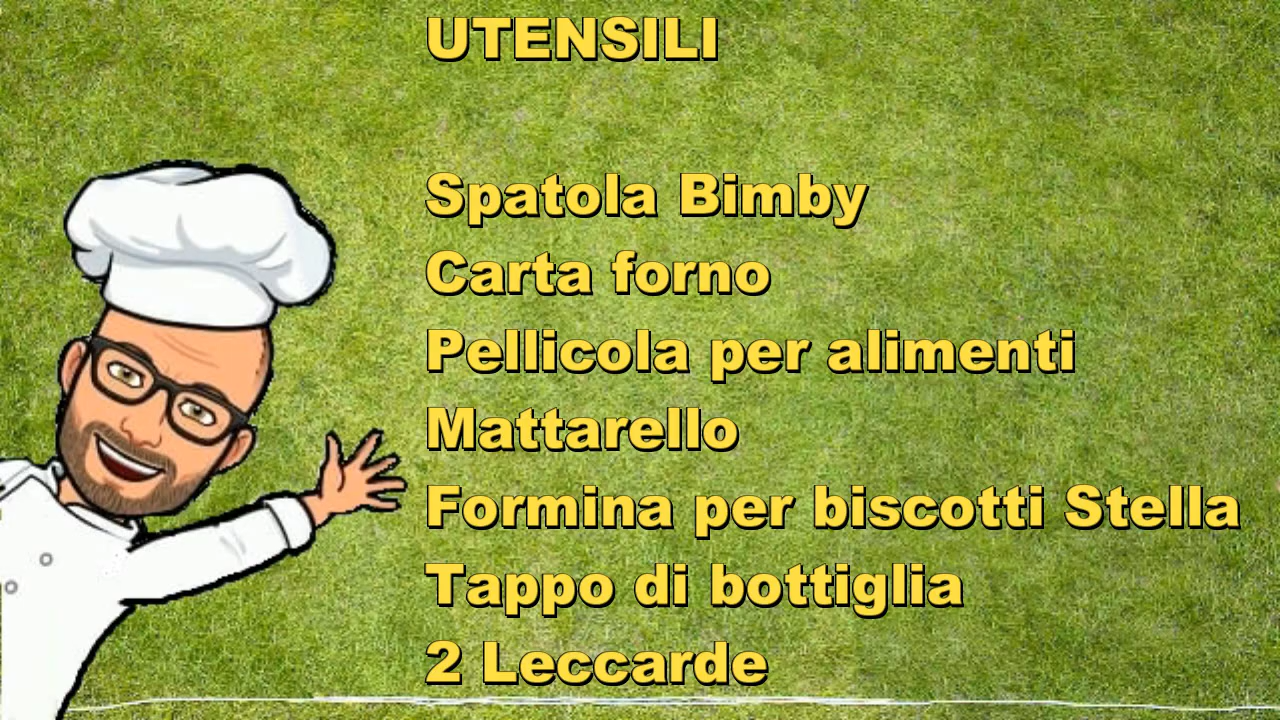 UTENSILI
Spatola Bimby
Carta forno
Pellicola per alimenti
Mattarello
Formina per biscotti Stella
Tappo di bottiglia
2 Leccarde